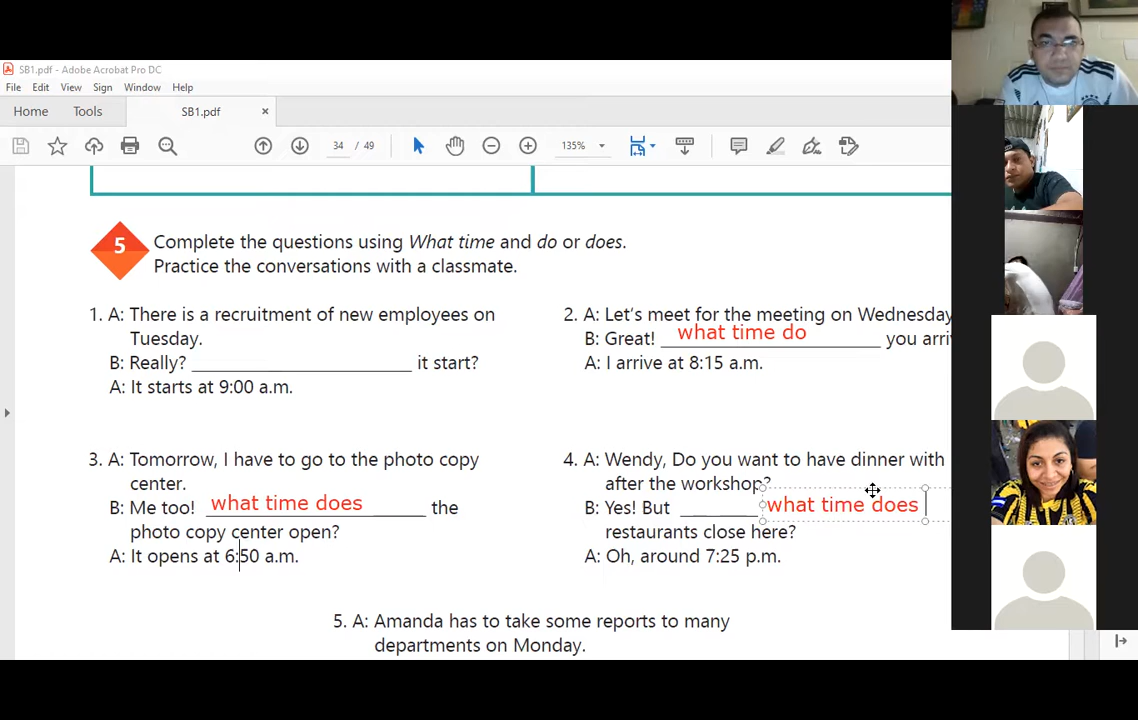 SB1.pdf - Adobe Acrobat Pro DC
File Edit View Sign Window Help
Home Tools SB1.pdf ×
34 / 49 135%
5 Complete the questions using What time and do or does.
Practice the conversations with a classmate.
1. A: There is a recruitment of new employees on
Tuesday.
B: Really? ____________ it start?
A: It starts at 9:00 a.m.
2. A: Let's meet for the meeting on Wednesday
B: Great! what time do you arri
A: I arrive at 8:15 a.m.
3. A: Tomorrow, I have to go to the photo copy
center.
B: Me too! what time does the
photo copy center open?
A: It opens at 6:50 a.m.
4. A: Wendy, Do you want to have dinner with
after the workshop?
B: Yes! But ______ what time does
restaurants close here?
A: Oh, around 7:25 p.m.
5. A: Amanda has to take some reports to many
departments on Monday.